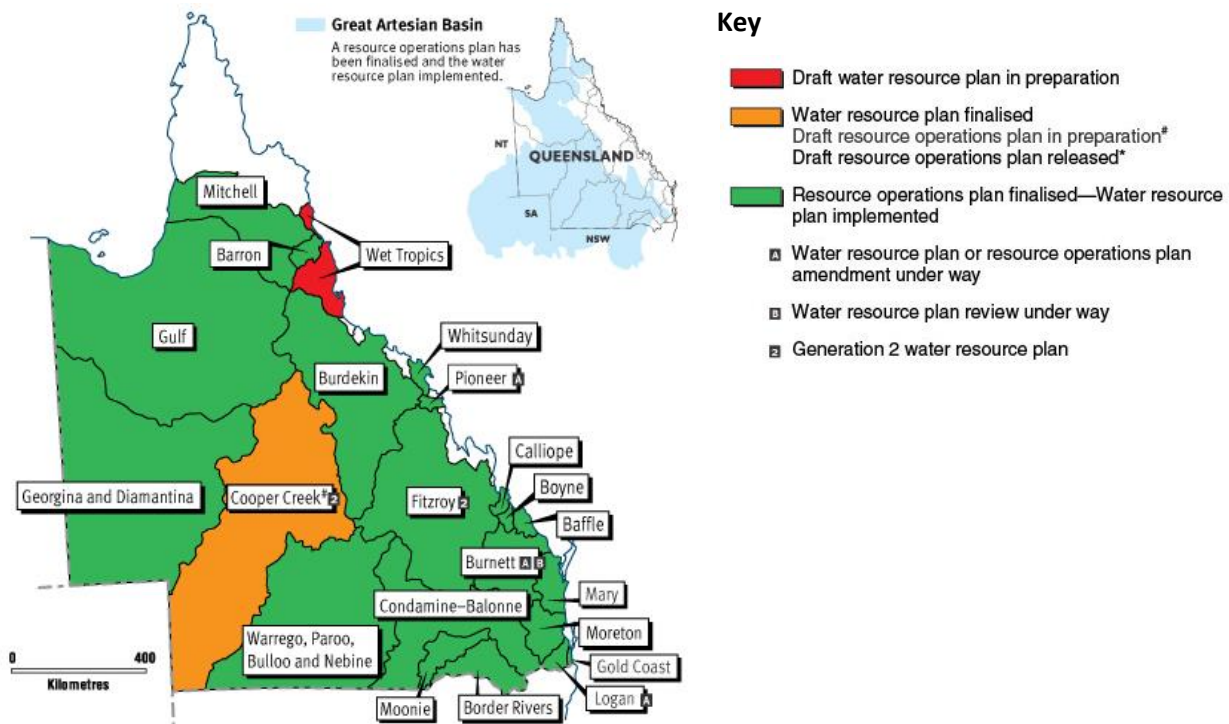 Great Artesian Basin
A resource operations plan has
been finalised and the water
resource plan implemented.
NT
QUEENSLAND
SA
NSW
Key
Draft water resource plan in preparation
Water resource plan finalised
Draft resource operations plan in preparation#
Draft resource operations plan released*
Resource operations plan finalised—Water resource
plan implemented
A Water resource plan or resource operations plan
amendment under way
B Water resource plan review under way
2 Generation 2 water resource plan
Mitchell
Barron
Wet Tropics
Gulf
Whitsunday
Burdekin
Pioneer A
Calliope
Georgina and Diamantina
Cooper Creek# 2
Fitzroy 2
Boyne
Baffle
Burnett A B
Mary
Condamine–Balonne
Moreton
Warrego, Paroo,
Bulloo and Nebine
Gold Coast
Logan A
Moonie
Border Rivers
0 400
Kilometres